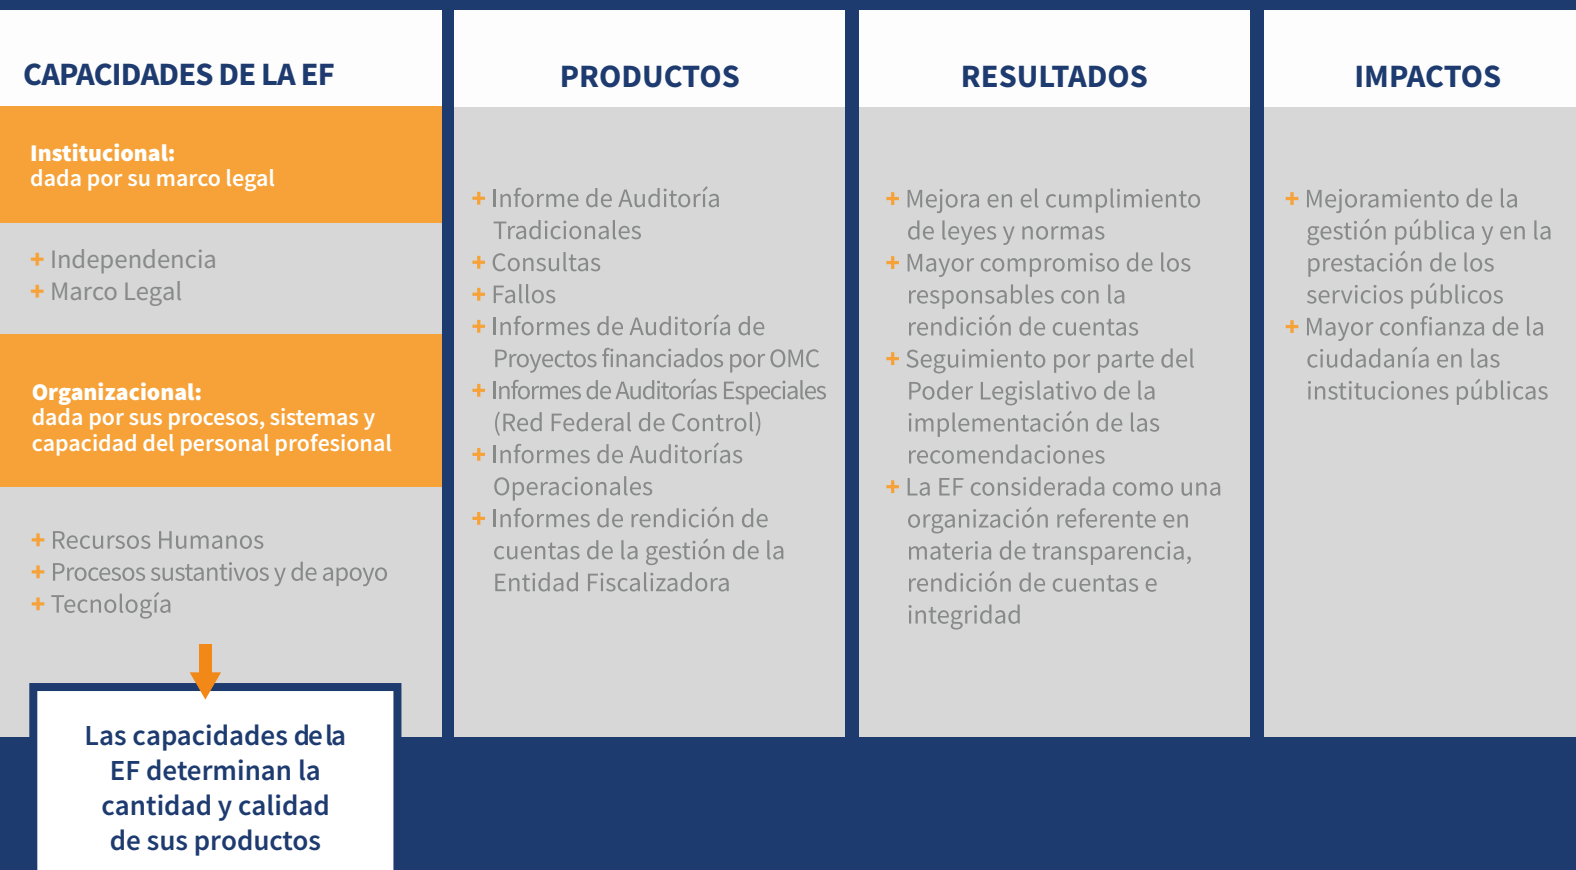 CAPACIDADES DE LA EF
Institucional:
dada por su marco legal
+ Independencia
+ Marco Legal
Organizacional:
dada por sus procesos, sistemas y
capacidad del personal profesional
+ Recursos Humanos
+ Procesos sustantivos y de apoyo
+ Tecnología
Las capacidades de la
EF determinan la
cantidad y calidad
de sus productos
PRODUCTOS
+ Informe de Auditoría
Tradicionales
+ Consultas
+ Fallos
+ Informes de Auditoría de
Proyectos financiados por OMC
+ Informes de Auditorías Especiales
(Red Federal de Control)
+ Informes de Auditorías
Operacionales
+ Informes de rendición de
cuentas de la gestión de la
Entidad Fiscalizadora
RESULTADOS
+ Mejora en el cumplimiento
de leyes y normas
+ Mayor compromiso de los
responsables con la
rendición de cuentas
+ Seguimiento por parte del
Poder Legislativo de la
implementación de las
recomendaciones
+ La EF considerada como una
organización referente en
materia de transparencia,
rendición de cuentas e
integridad
IMPACTOS
+ Mejoramiento de la
gestión pública y en la
prestación de los
servicios públicos
+ Mayor confianza de la
ciudadanía en las
instituciones públicas